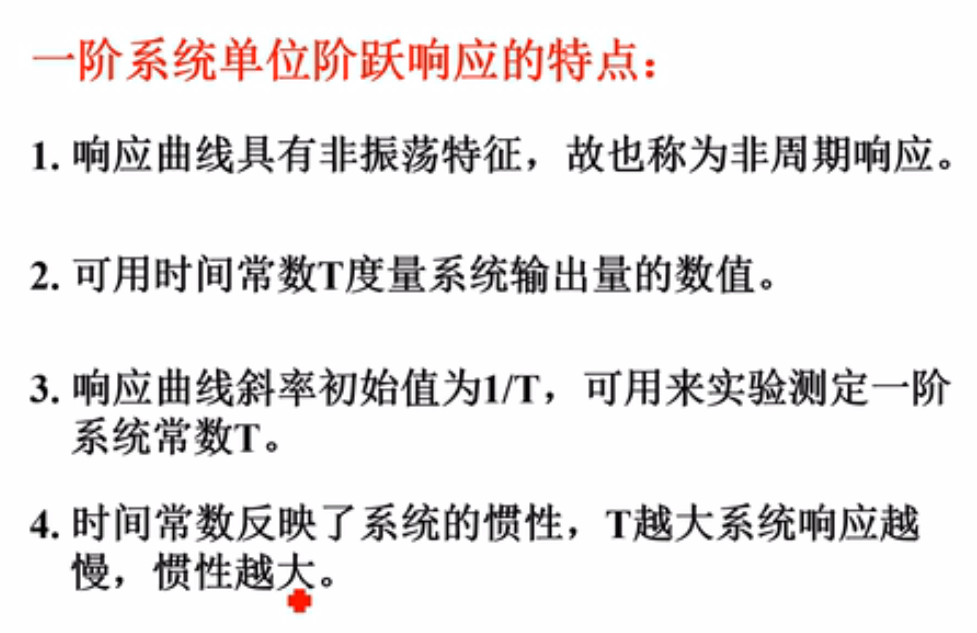 一阶系统单位阶跃响应的特点：
1. 响应曲线具有非振荡特征，故也称为非周期响应。
2. 可用时间常数T度量系统输出量的数值。
3. 响应曲线斜率初始值为1/T，可用来实验测定一阶
系统常数T。
4. 时间常数反映了系统的惯性，T越大系统响应越
慢，惯性越大。